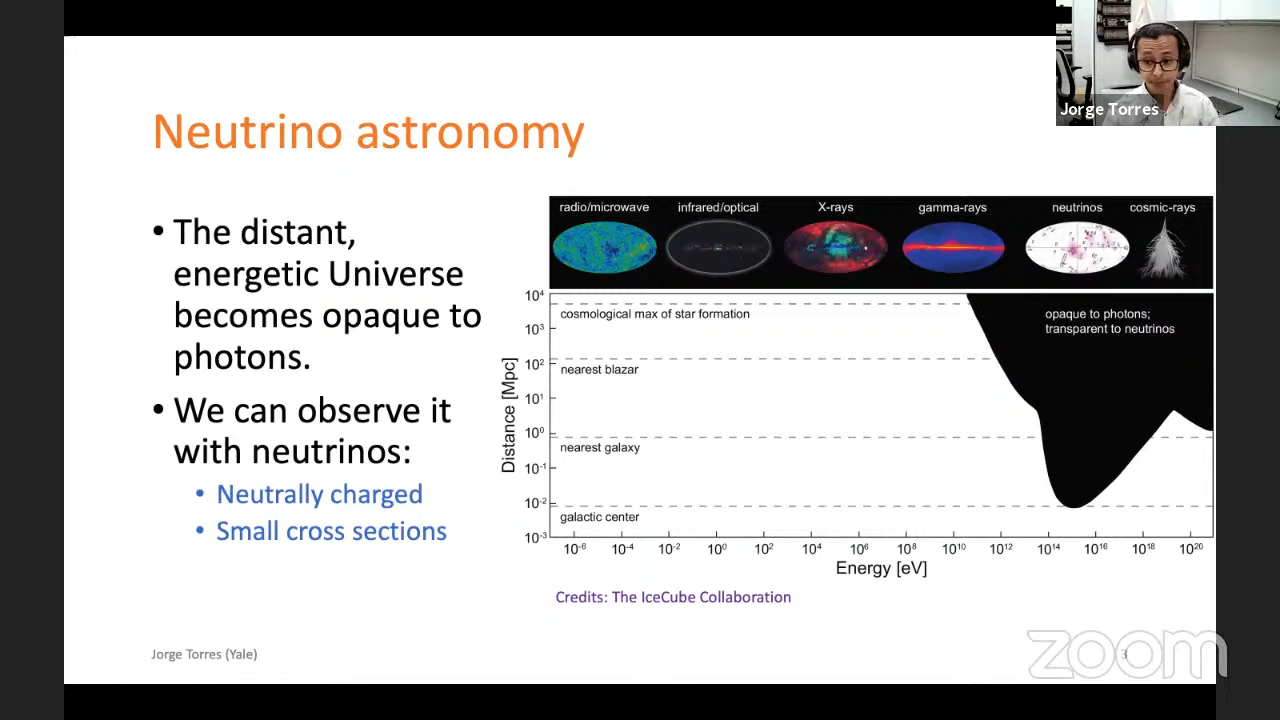 Jorge Torres
Neutrino astronomy
• The distant,
energetic Universe
becomes opaque to
photons.
• We can observe it
with neutrinos:
• Neutrally charged
• Small cross sections
radio/microwave infrared/optical X-rays gamma-rays neutrinos cosmic-rays
10⁴
cosmological max of star formation
opaque to photons;
transparent to neutrinos
10³
10²
nearest blazar
10¹
10⁰
nearest galaxy
10⁻¹
10⁻²
galactic center
10⁻³
Distance [Mpc]
10⁻⁶ 10⁻⁴ 10⁻² 10⁰ 10² 10⁴ 10⁶ 10⁸ 10¹⁰ 10¹² 10¹⁴ 10¹⁶ 10¹⁸ 10²⁰
Energy [eV]
Credits: The IceCube Collaboration
Jorge Torres (Yale)
3
zoom